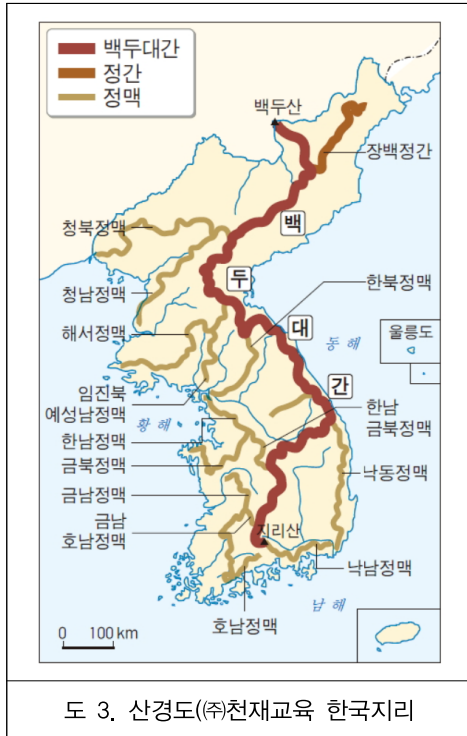 백두대간
정간
정맥
백두산
장백정간
청북정맥
백
두
청남정맥
한북정맥
대
해서정맥
동해
울릉도
간
임진북
예성남정맥
황해
한남
금북정맥
한남정맥
금북정맥
낙동정맥
금남정맥
금남
호남정맥
지리산
낙남정맥
호남정맥
남해
0 100 km
도 3. 산경도(㈜천재교육 한국지리